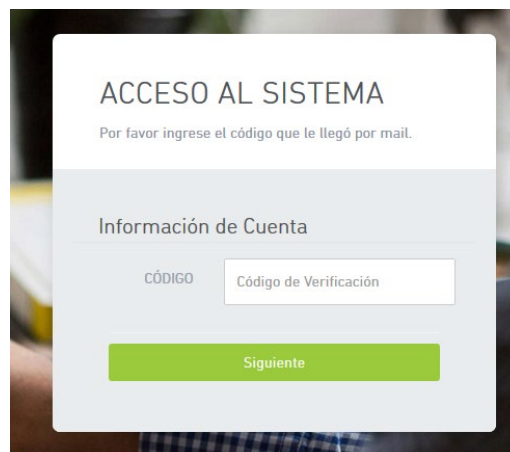 ACCESO AL SISTEMA
Por favor ingrese el código que le llegó por mail.
Información de Cuenta
CÓDIGO Código de Verificación
Siguiente